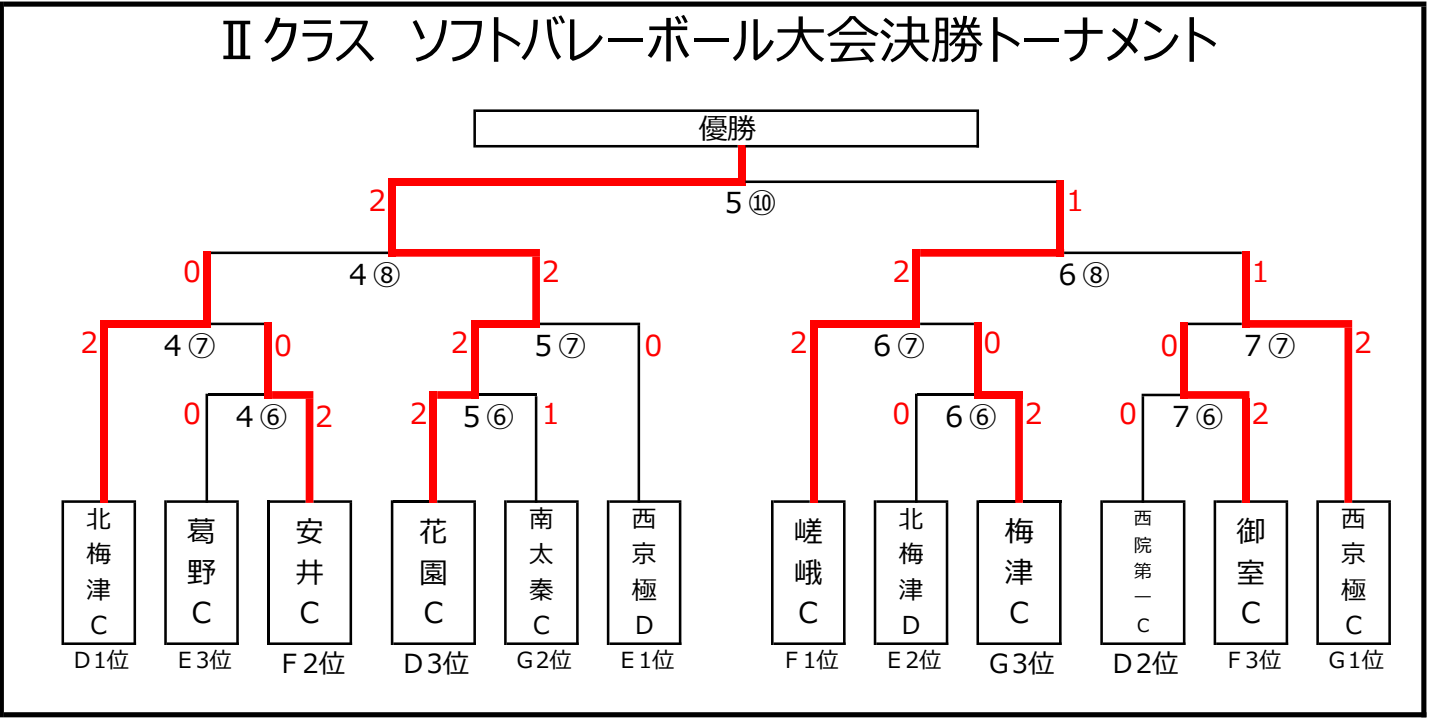 Ⅱクラス　ソフトバレーボール大会決勝トーナメント
優勝
2
5⑩
1
0
4⑧
2
2
6⑧
1
2
4⑦
0
2
5⑦
0
2
6⑦
0
0
7⑦
2
0
4⑥
2
2
5⑥
1
0
6⑥
2
0
7⑥
2
北梅津C
葛野C
安井C
花園C
南太秦C
西京極D
嵯峨C
北梅津D
梅津C
西院第一C
御室C
西京極C
D1位
E3位
F2位
D3位
G2位
E1位
F1位
E2位
G3位
D2位
F3位
G1位